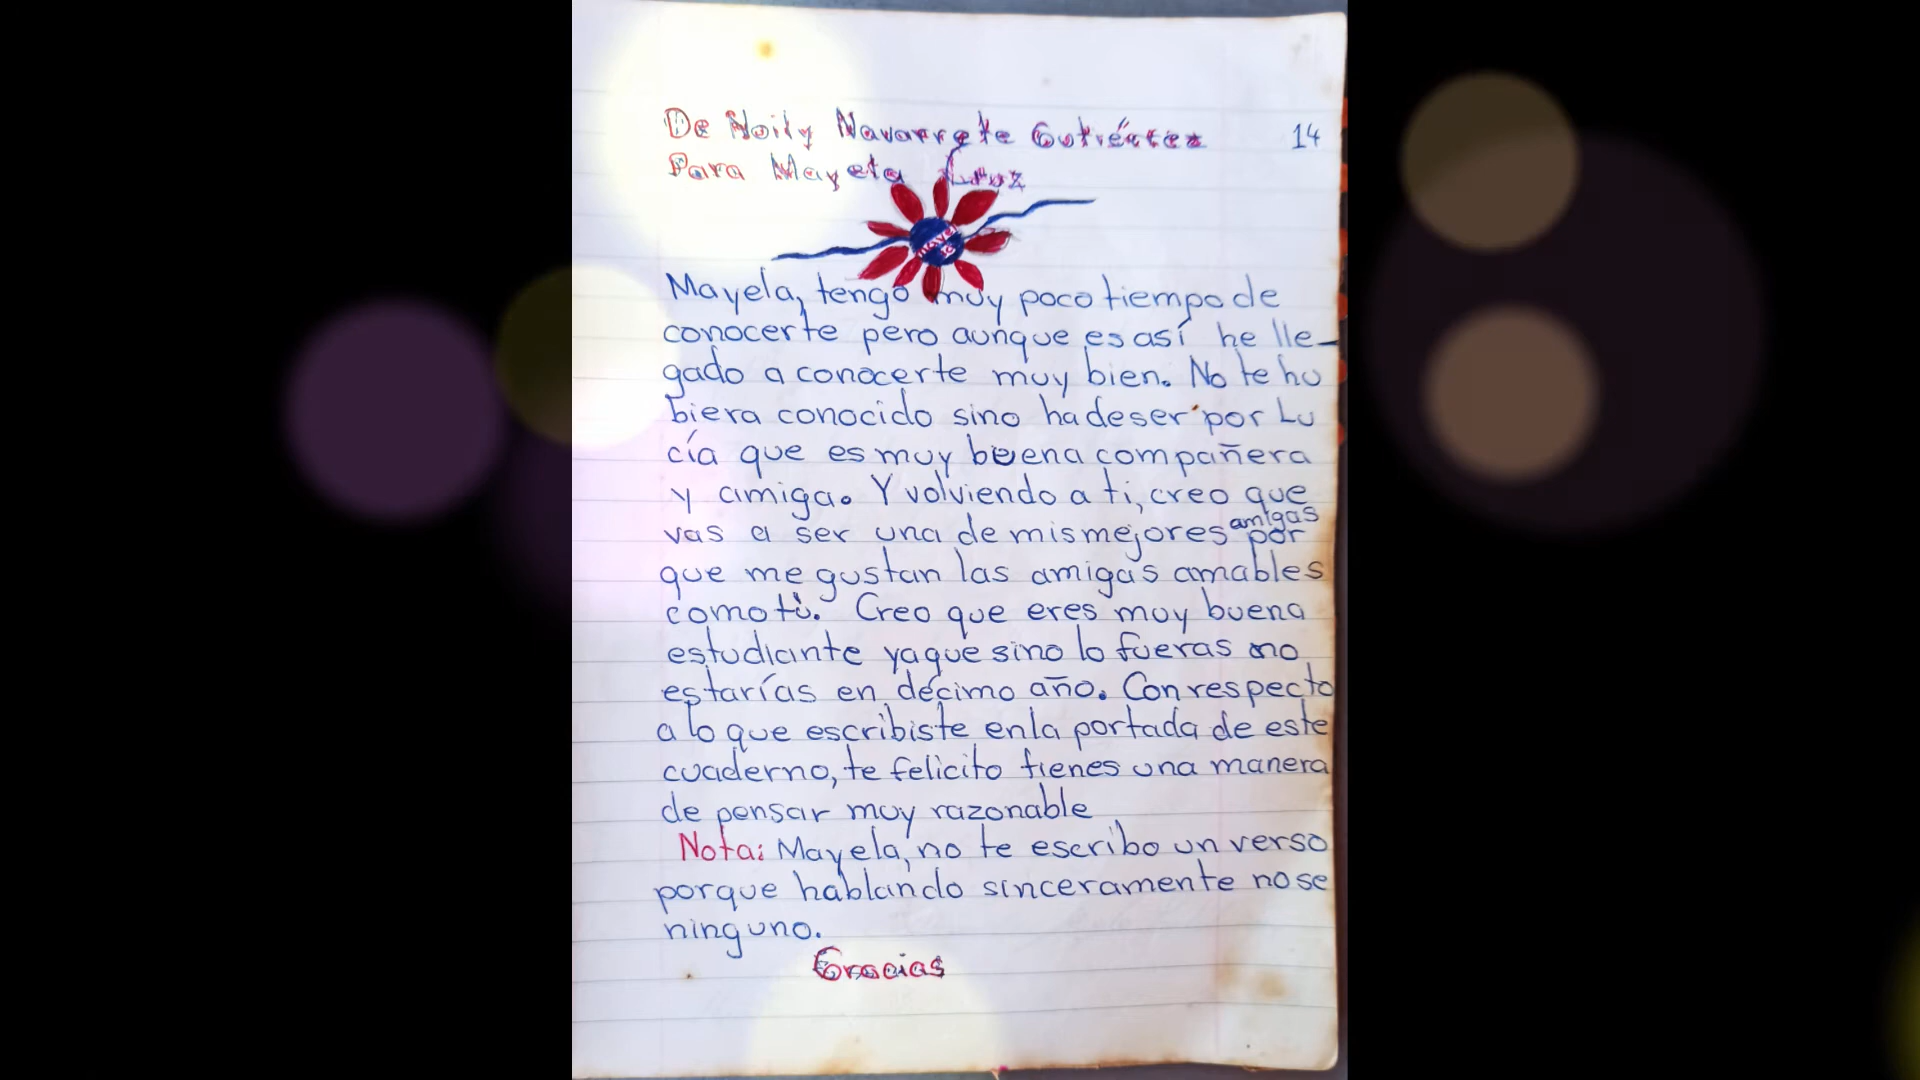 De Noily Navarrete Gutiérrez 14
Para Mayela Cruz
Mayela
Mayela, tengo muy poco tiempo de
conocerte pero aunque es así he lle-
gado a conocerte muy bien. No te hu
biera conocido sino ha de ser por Lu
cía que es muy buena compañera
y amiga. Y volviendo a ti, creo que
vas a ser una de mis mejores amigas por
que me gustan las amigas amables
como tú. Creo que eres muy buena
estudiante ya que sino lo fueras no
estarías en décimo año. Con respecto
a lo que escribiste en la portada de este
cuaderno, te felicito tienes una manera
de pensar muy razonable
Nota: Mayela, no te escribo un verso
porque hablando sinceramente no se
ninguno.
Gracias